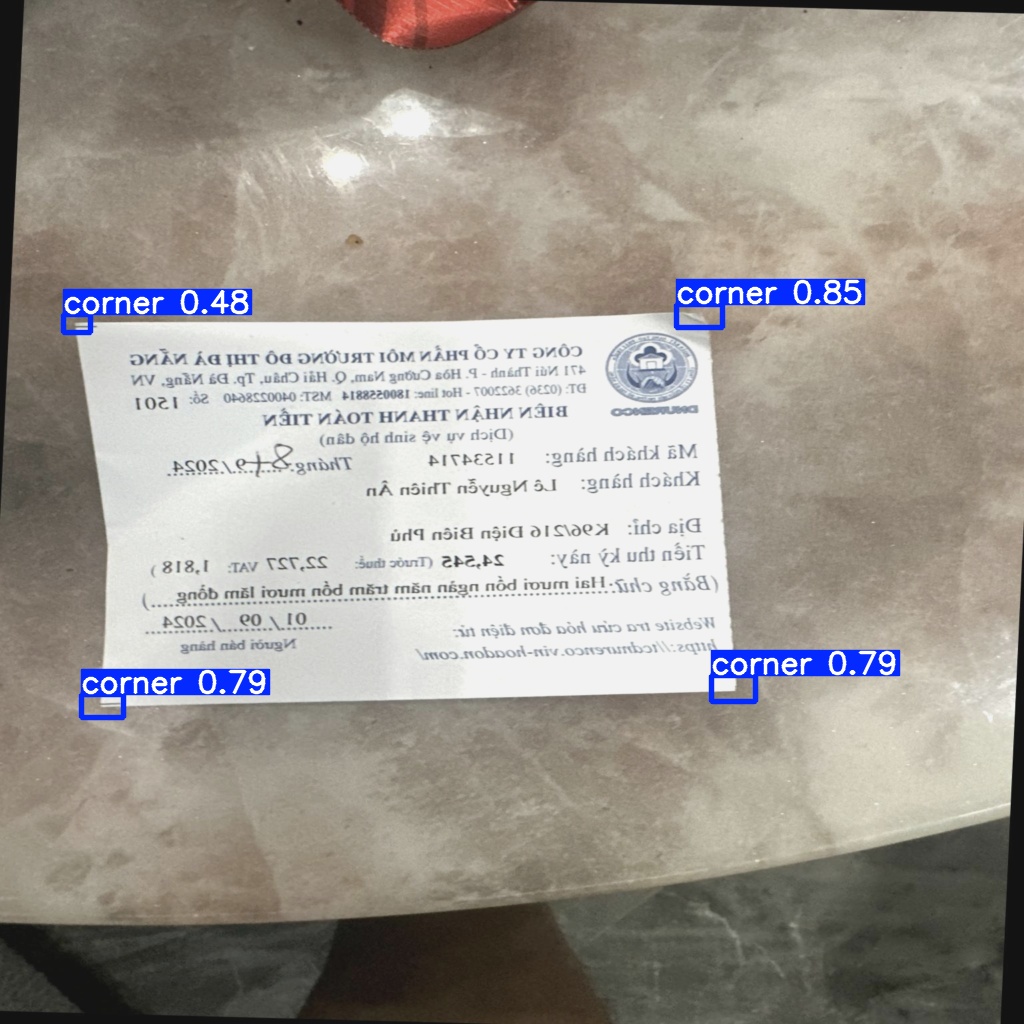 corner 0.48
corner 0.85
CÔNG TY CỔ PHẦN MÔI TRƯỜNG ĐÔ THỊ ĐÀ NẴNG
471 Núi Thành - P. Hòa Cường Nam, Q. Hải Châu, Tp. Đà Nẵng, VN
ĐT: (0236) 3622007 - Hot line: 1800558814 MST: 0400228640 Số: 1501
DNURENCO
BIÊN NHẬN THANH TOÁN TIỀN
(Dịch vụ vệ sinh hộ dân)
Mã khách hàng: 11534714 Tháng 8+9/2024
Khách hàng: Lê Nguyễn Thiên Ân
Địa chỉ: K96/216 Điện Biên Phủ
Tiền thu kỳ này: 24,545 (Trước thuế: 22,727 VAT: 1,818 )
(Bằng chữ: Hai mươi bốn ngàn năm trăm bốn mươi lăm đồng )
01 / 09 / 2024
Website tra cứu hóa đơn điện tử:
Người bán hàng
https://tcdnurenco.vin-hoadon.com/
corner 0.79
corner 0.79